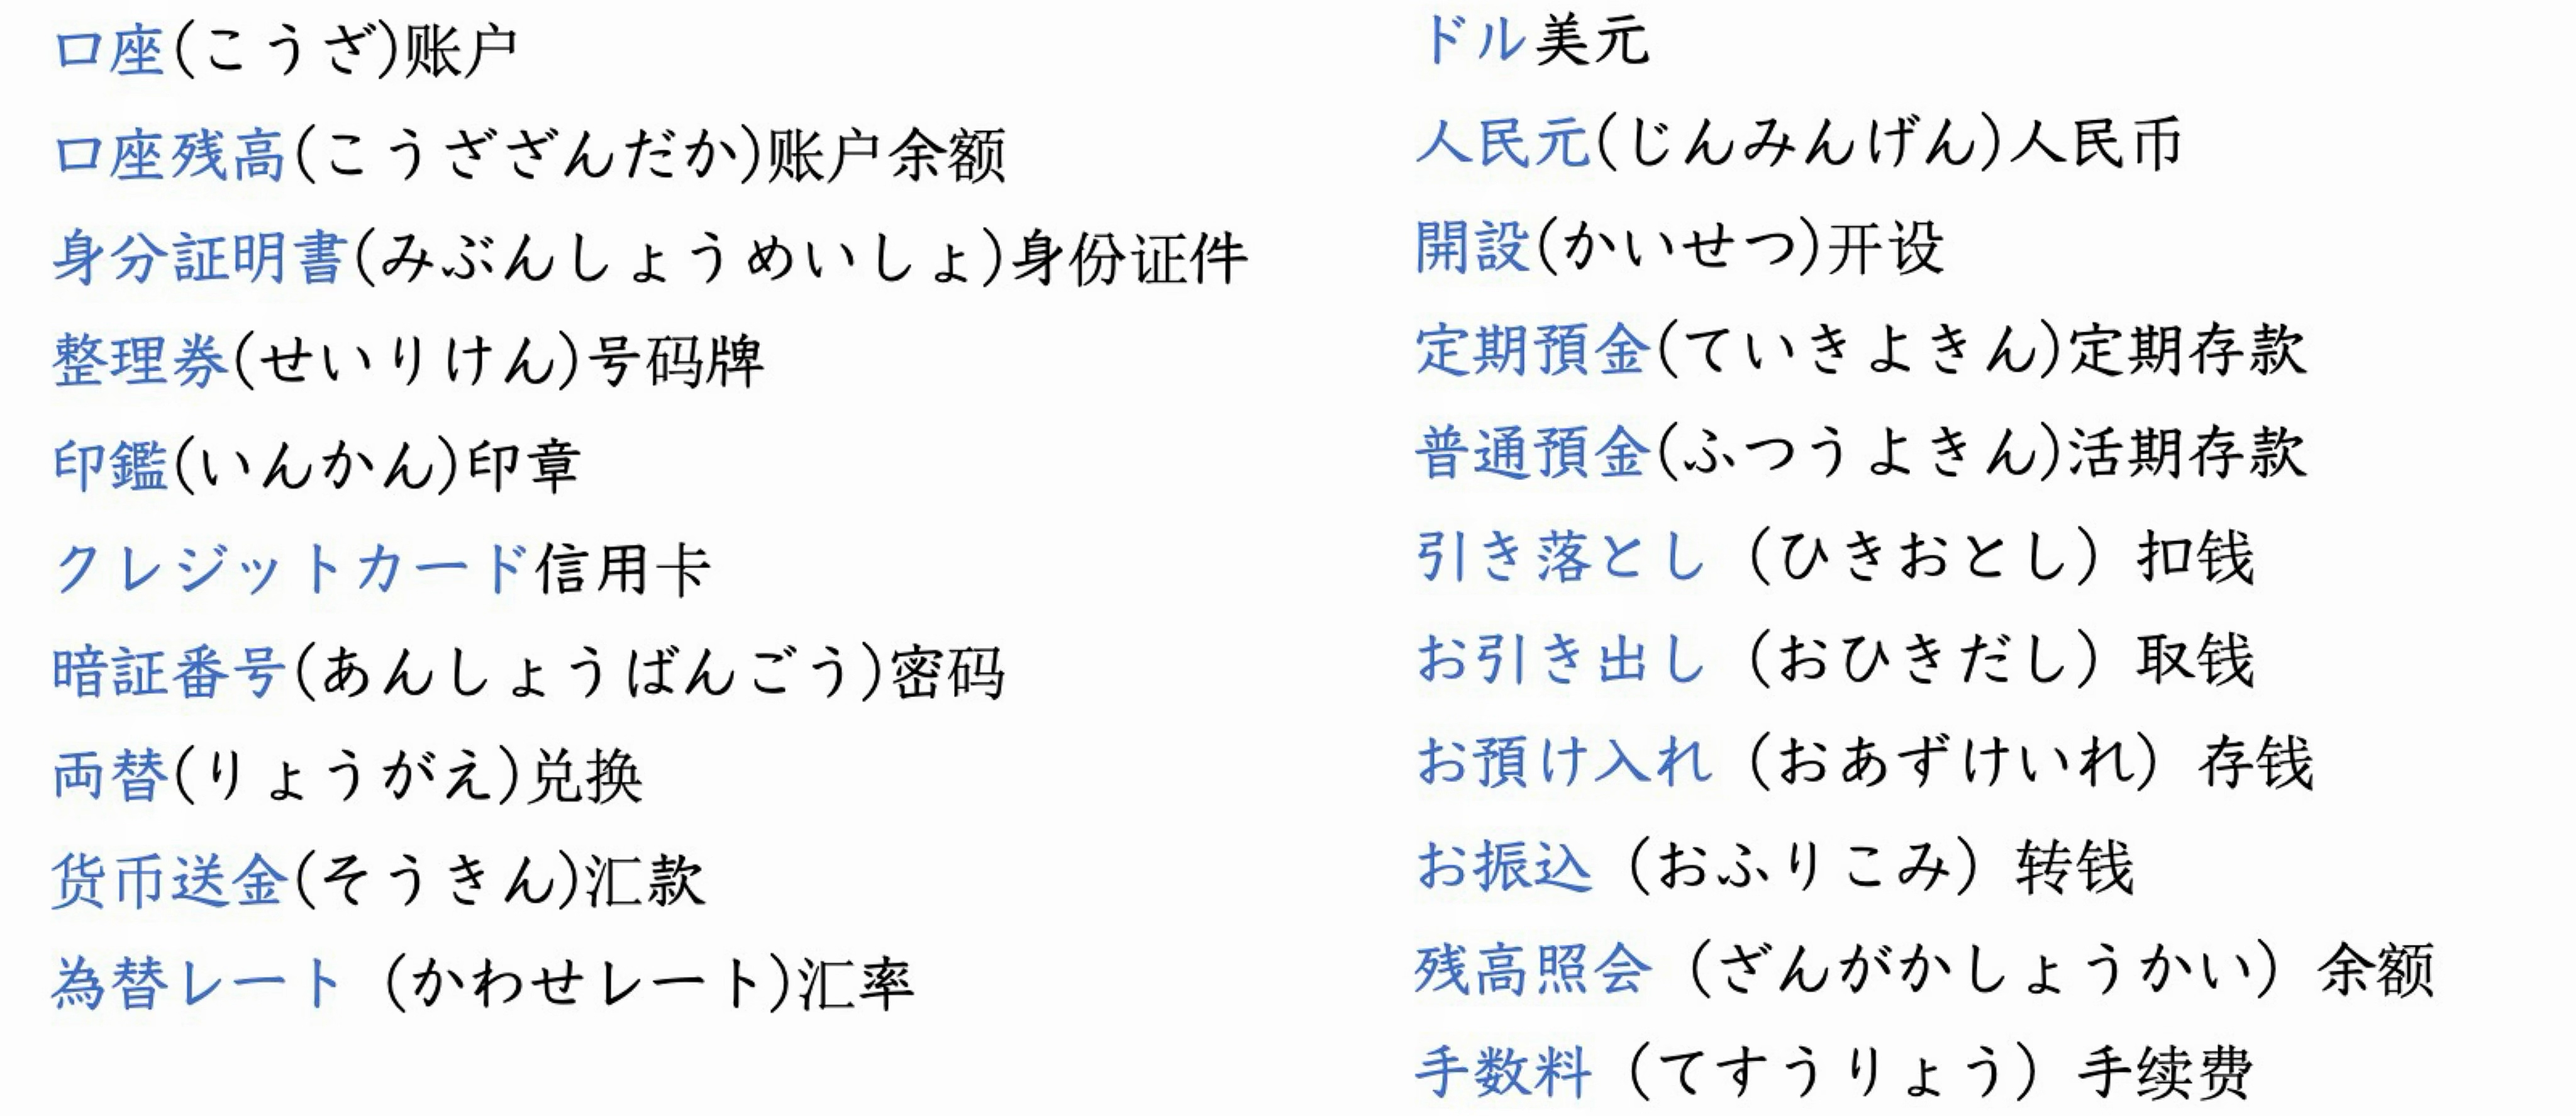 口座(こうざ)账户
口座残高(こうざざんだか)账户余额
身分証明書(みぶんしょうめいしょ)身份证件
整理券(せいりけん)号码牌
印鑑(いんかん)印章
クレジットカード信用卡
暗証番号(あんしょうばんごう)密码
両替(りょうがえ)兑换
货币送金(そうきん)汇款
為替レート (かわせレート)汇率
ドル美元
人民元(じんみんげん)人民币
開設(かいせつ)开设
定期預金(ていきよきん)定期存款
普通預金(ふつうよきん)活期存款
引き落とし（ひきおとし）扣钱
お引き出し（おひきだし）取钱
お預け入れ（おあずけいれ）存钱
お振込（おふりこみ）转钱
残高照会（ざんがかしょうかい）余额
手数料（てすうりょう）手续费